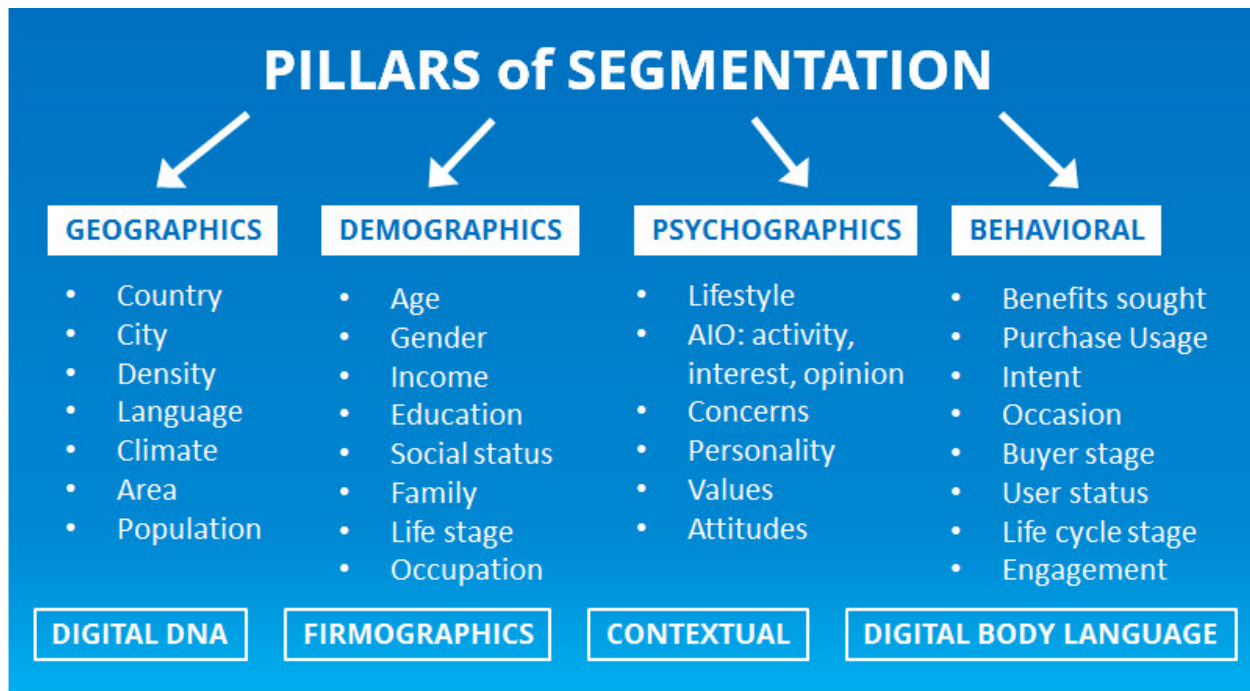 PILLARS of SEGMENTATION
GEOGRAPHICS
• Country
• City
• Density
• Language
• Climate
• Area
• Population
DEMOGRAPHICS
• Age
• Gender
• Income
• Education
• Social status
• Family
• Life stage
• Occupation
PSYCHOGRAPHICS
• Lifestyle
• AIO: activity,
interest, opinion
• Concerns
• Personality
• Values
• Attitudes
BEHAVIORAL
• Benefits sought
• Purchase Usage
• Intent
• Occasion
• Buyer stage
• User status
• Life cycle stage
• Engagement
DIGITAL DNA
FIRMOGRAPHICS
CONTEXTUAL
DIGITAL BODY LANGUAGE